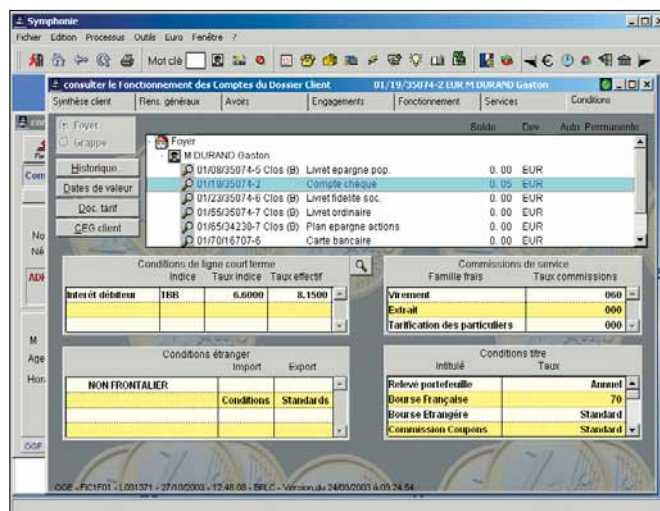 Symphonie
Fichier Edition Processus Outils Euro Fenêtre ?
Mot clé
consulter le Fonctionnement des Comptes du Dossier Client 01/19/35074-2 EUR M DURAND Gaston
Synthèse client Rens. généraux Avoirs Engagements Fonctionnement Services Conditions
Foyer
Grappe
Solde Dev. Auto. Permanente
Foyer
M DURAND Gaston
01/08/35074-5 Clos (B) Livret epargne pop. 0.00 EUR
01/19/35074-2 Compte chèque 0.05 EUR
01/23/35074-6 Clos (B) Livret fidelite soc. 0.00 EUR
01/55/35074-7 Clos (B) Livret ordinaire 0.00 EUR
01/65/34238-7 Clos (B) Plan epargne actions 0.00 EUR
01/70/16707-6 Carte bancaire 0.00 EUR
Historique
Dates de valeur
Doc. tarif
CEG client
Com
No
Né
ADF
M
Age
Hor
OGE
Conditions de ligne court terme
Indice Taux indice Taux effectif
Interêt débiteur TBB 6.6000 8.1500
Commissions de service
Famille frais Taux commissions
Virement 060
Extrait 000
Tarification des particuliers 000
Conditions étranger
Import Export
NON FRONTALIER
Conditions Standards
Conditions titre
Intitulé Taux
Relevé portefeuille Annuel
Bourse Française 70
Bourse Etrangère Standard
Commission Coupons Standard